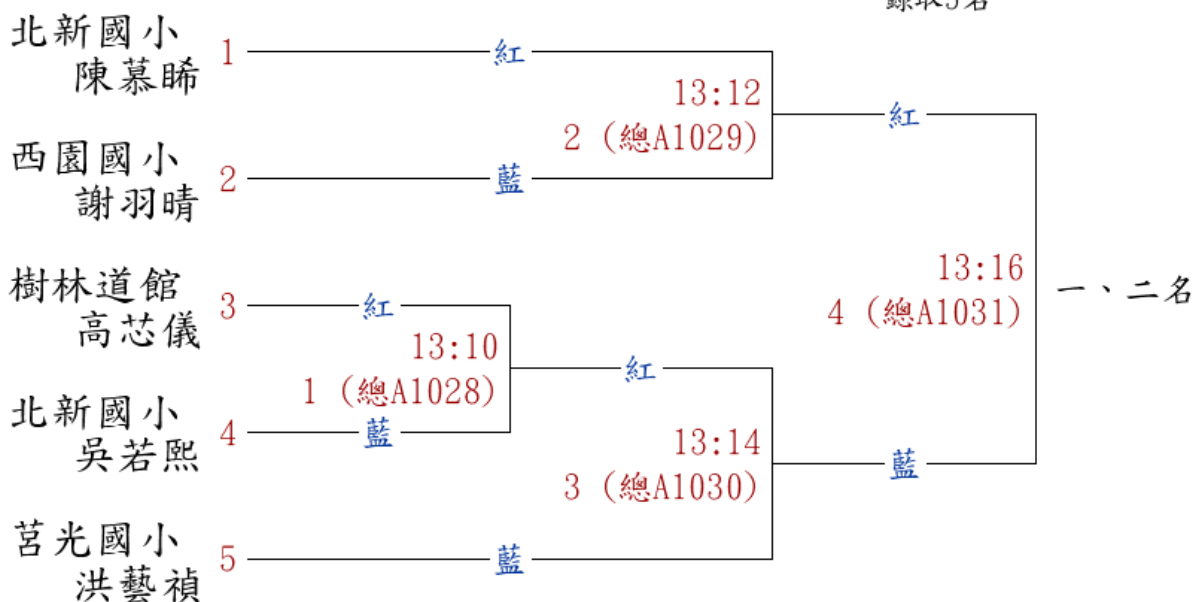 北新國小
陳慕睎
1
紅
13:12
2 (總A1029)
紅
西園國小
謝羽晴
2
藍
樹林道館
高芯儀
3
紅
13:10
1 (總A1028)
紅
13:16
4 (總A1031)
一、二名
北新國小
吳若熙
4
藍
13:14
3 (總A1030)
藍
莒光國小
洪藝禎
5
藍